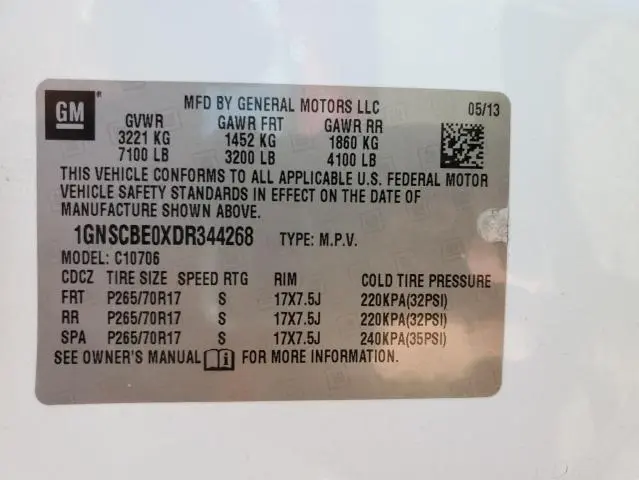 GM ®
MFD BY GENERAL MOTORS LLC 05/13
GVWR GAWR FRT GAWR RR
3221 KG 1452 KG 1860 KG
7100 LB 3200 LB 4100 LB
THIS VEHICLE CONFORMS TO ALL APPLICABLE U.S. FEDERAL MOTOR
VEHICLE SAFETY STANDARDS IN EFFECT ON THE DATE OF
MANUFACTURE SHOWN ABOVE.
1GNSCBE0XDR344268 TYPE: M.P.V.
MODEL: C10706
CDCZ TIRE SIZE SPEED RTG RIM COLD TIRE PRESSURE
FRT P265/70R17 S 17X7.5J 220KPA(32PSI)
RR P265/70R17 S 17X7.5J 220KPA(32PSI)
SPA P265/70R17 S 17X7.5J 240KPA(35PSI)
SEE OWNER'S MANUAL FOR MORE INFORMATION.